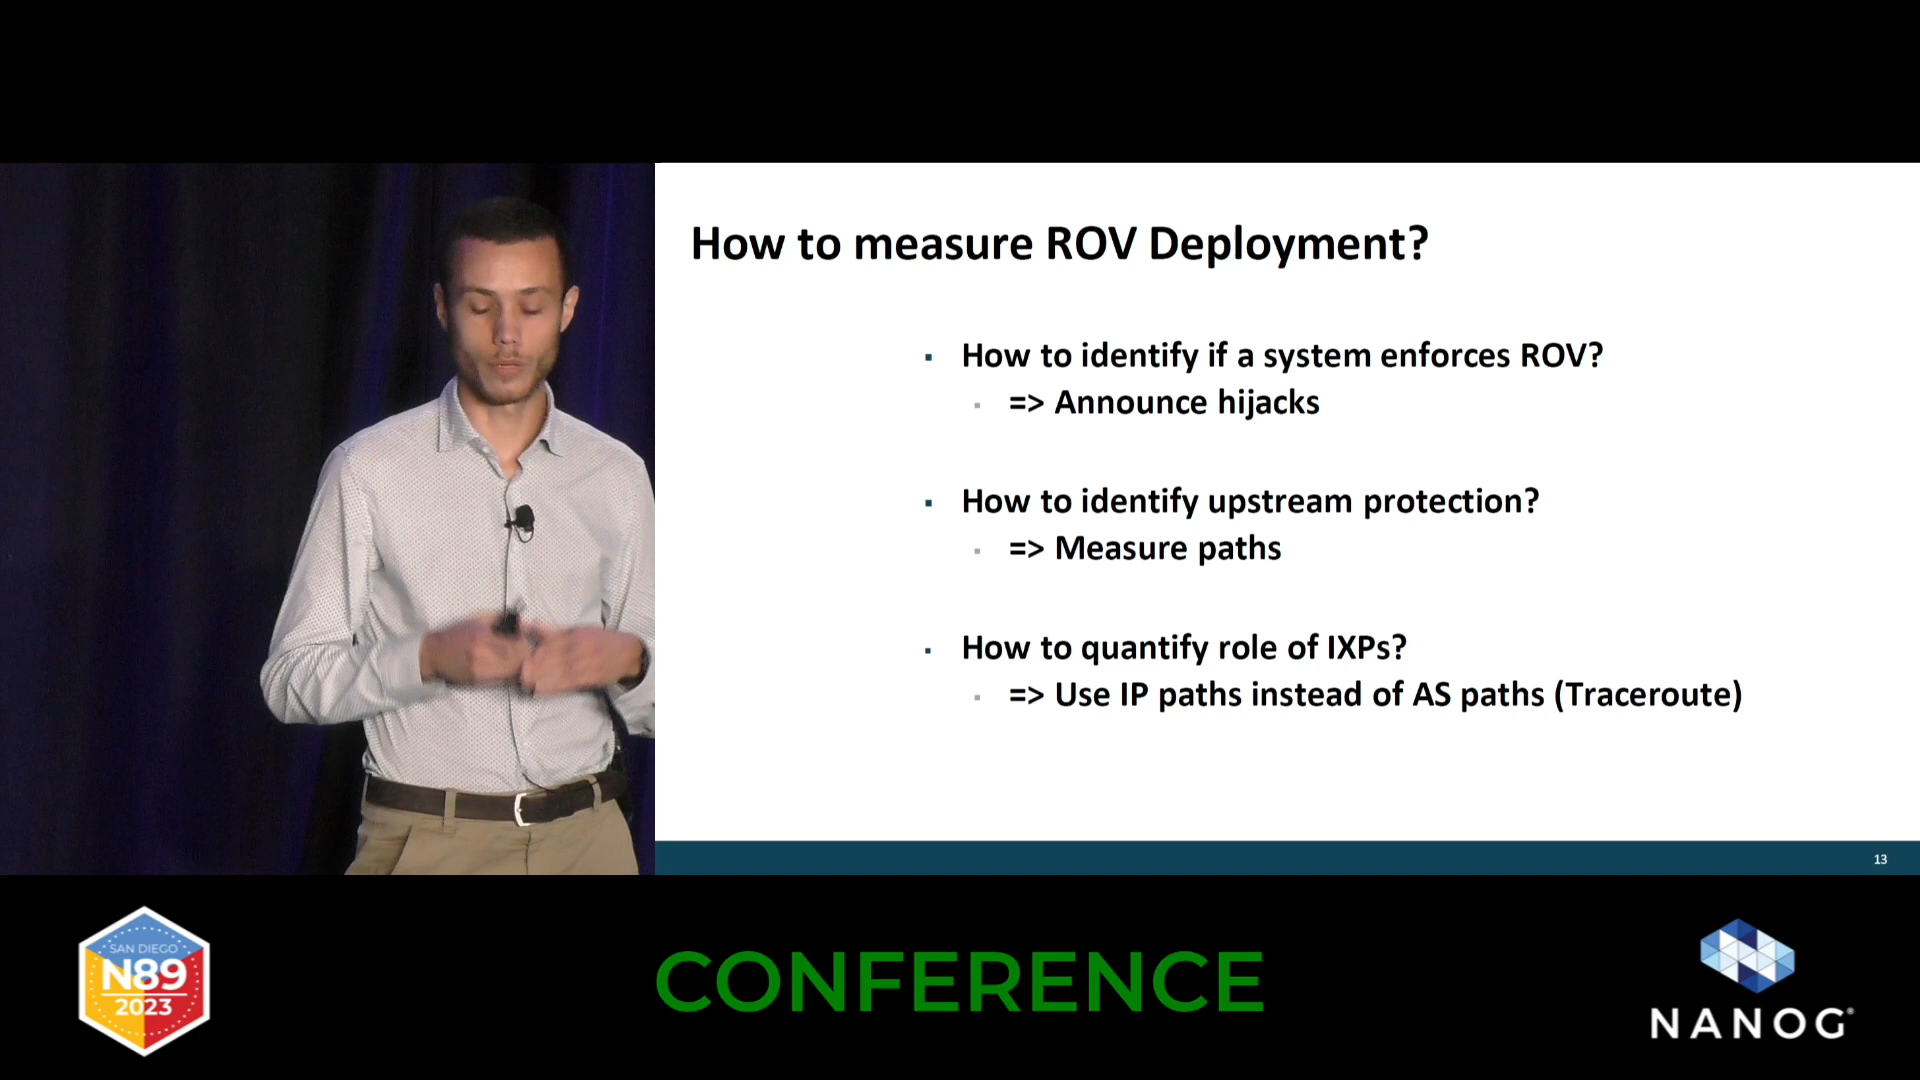 How to measure ROV Deployment?
▪ How to identify if a system enforces ROV?
▪ => Announce hijacks
▪ How to identify upstream protection?
▪ => Measure paths
▪ How to quantify role of IXPs?
▪ => Use IP paths instead of AS paths (Traceroute)
13
SAN DIEGO
N89
2023
CONFERENCE
NANOG®